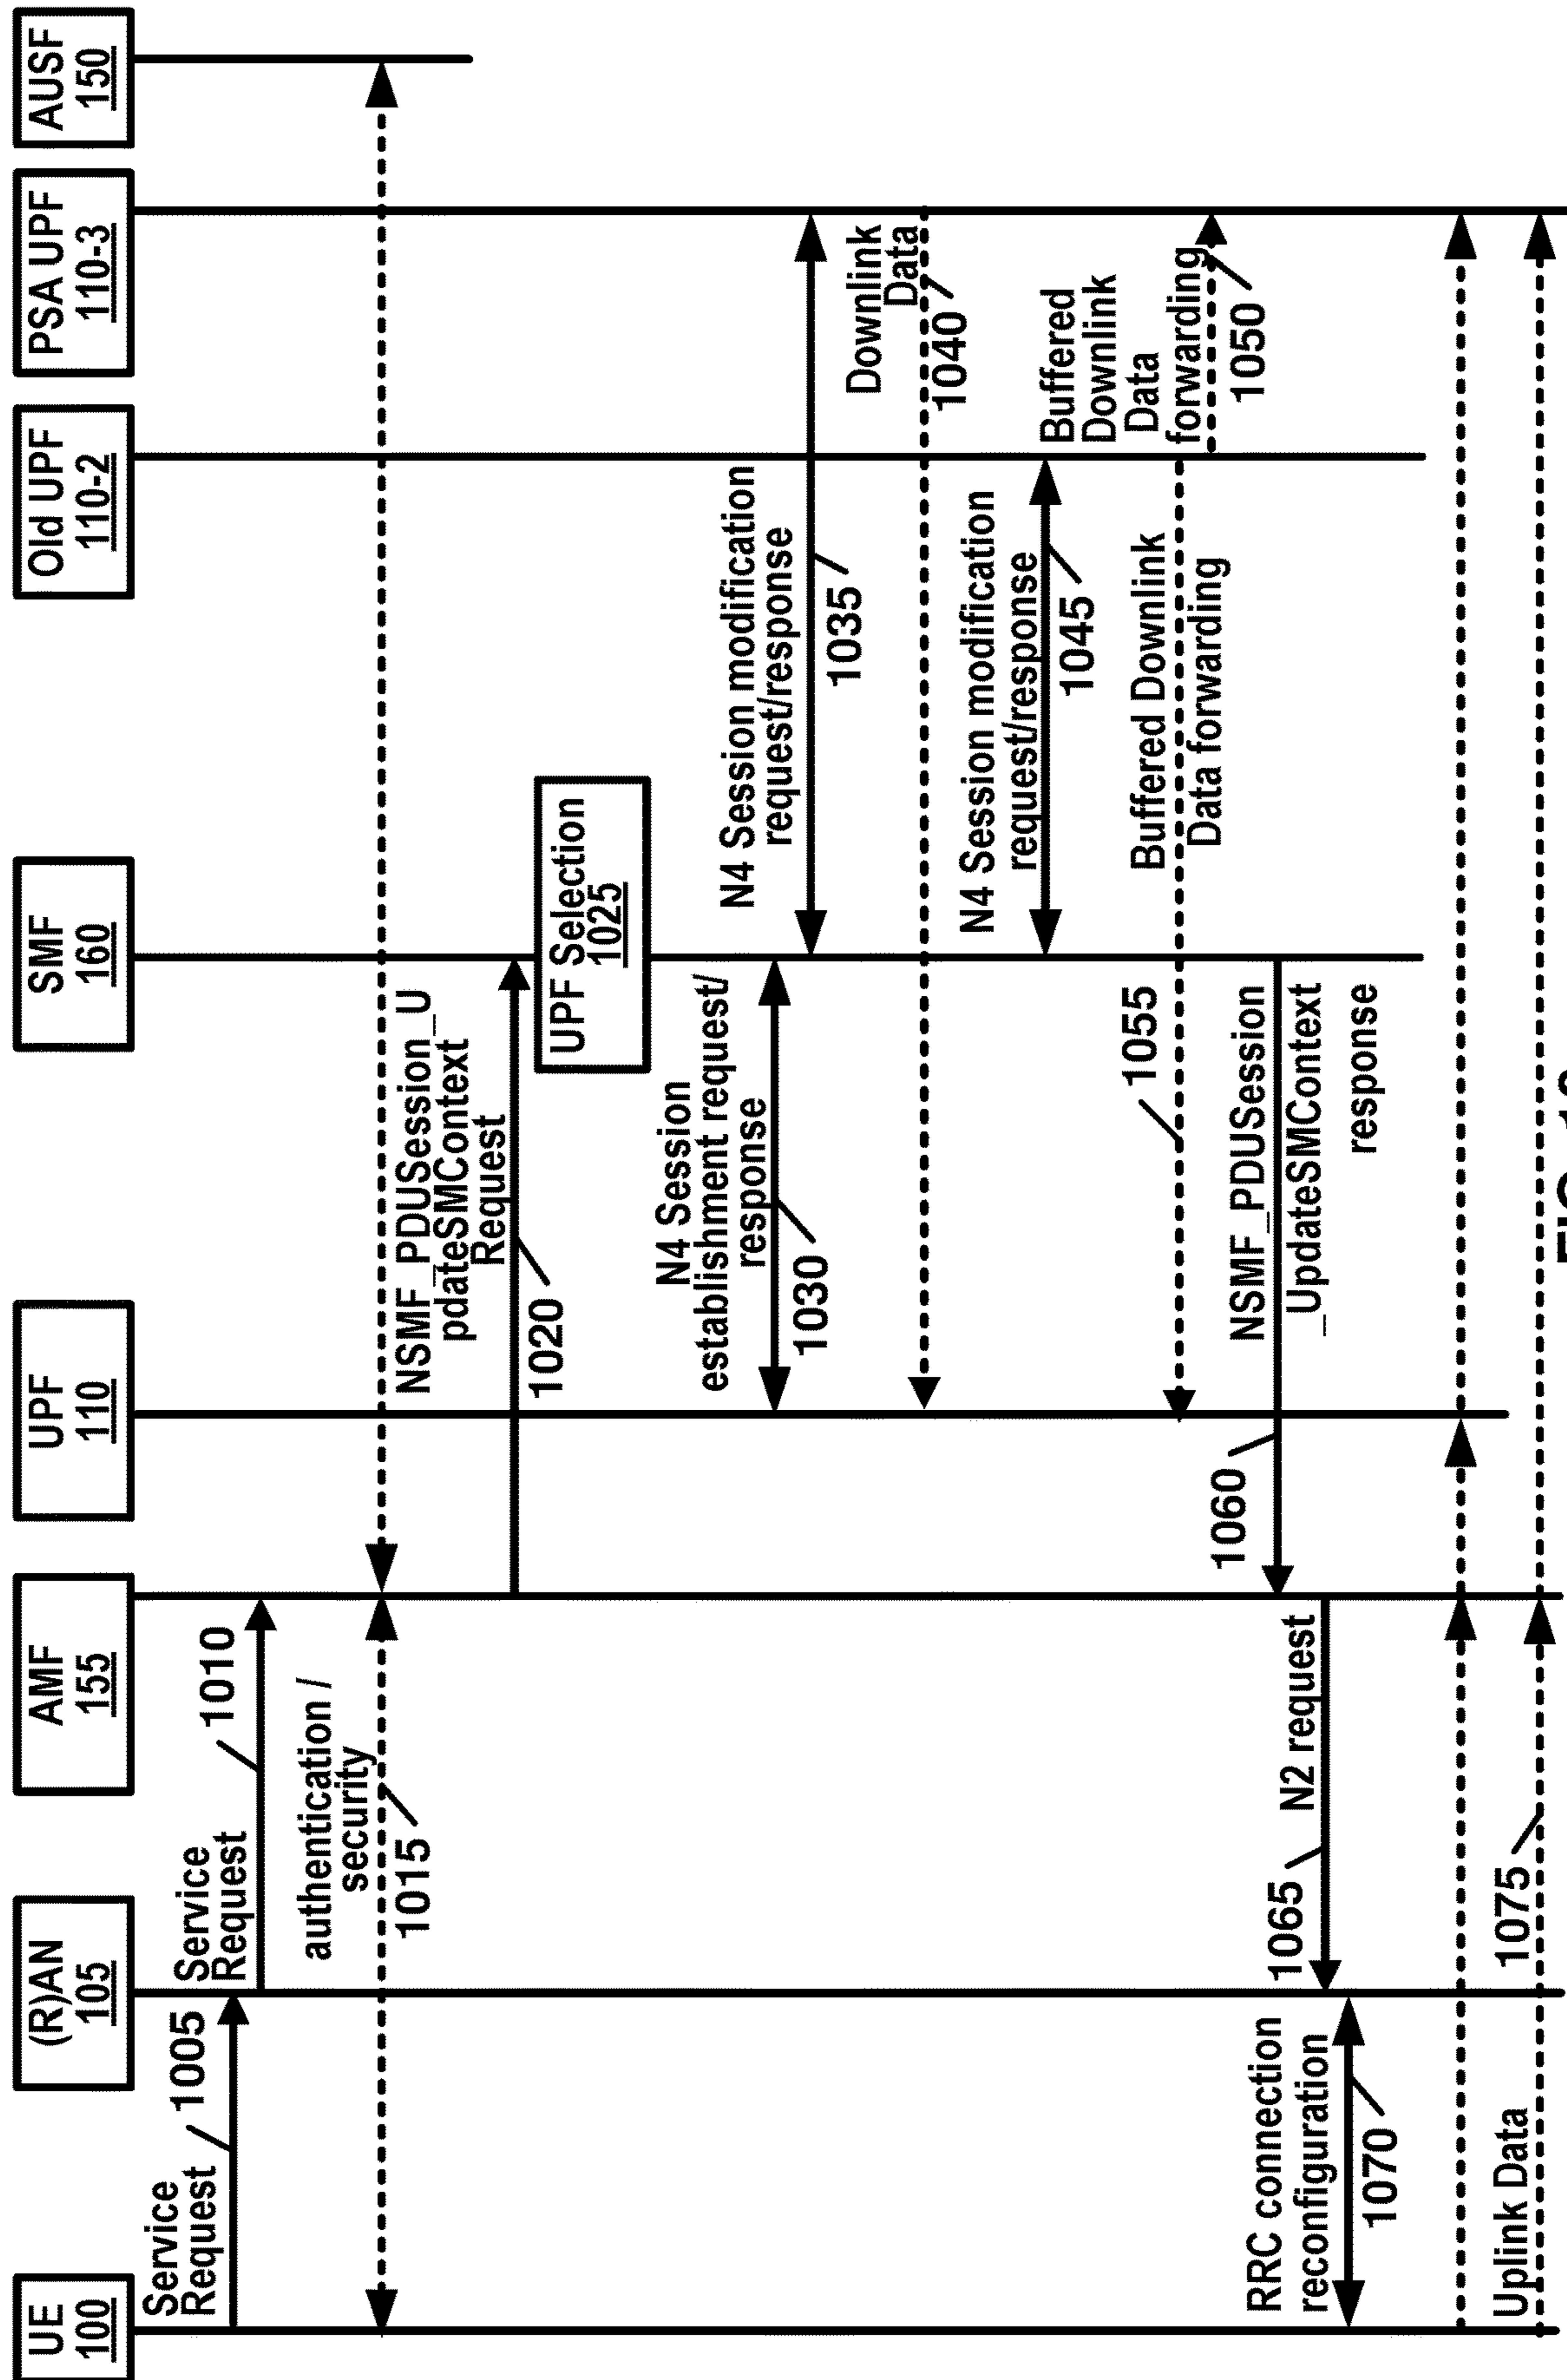 UE
100
(R)AN
105
AMF
155
UPF
110
SMF
160
Old UPF
110-2
PSA UPF
110-3
AUSF
150
Service
Request
1005
Service
Request
1010
authentication /
security
1015
NSMF_PDUSession_U
pdateSMContext
Request
1020
UPF Selection
1025
N4 Session
establishment request/
response
1030
N4 Session modification
request/response
1035
Downlink
Data
1040
N4 Session modification
request/response
1045
Buffered
Downlink
Data
forwarding
1050
Buffered Downlink
Data forwarding
1055
NSMF_PDUSession
_UpdateSMContext
response
1060
N2 request
1065
RRC connection
reconfiguration
1070
Uplink Data
1075